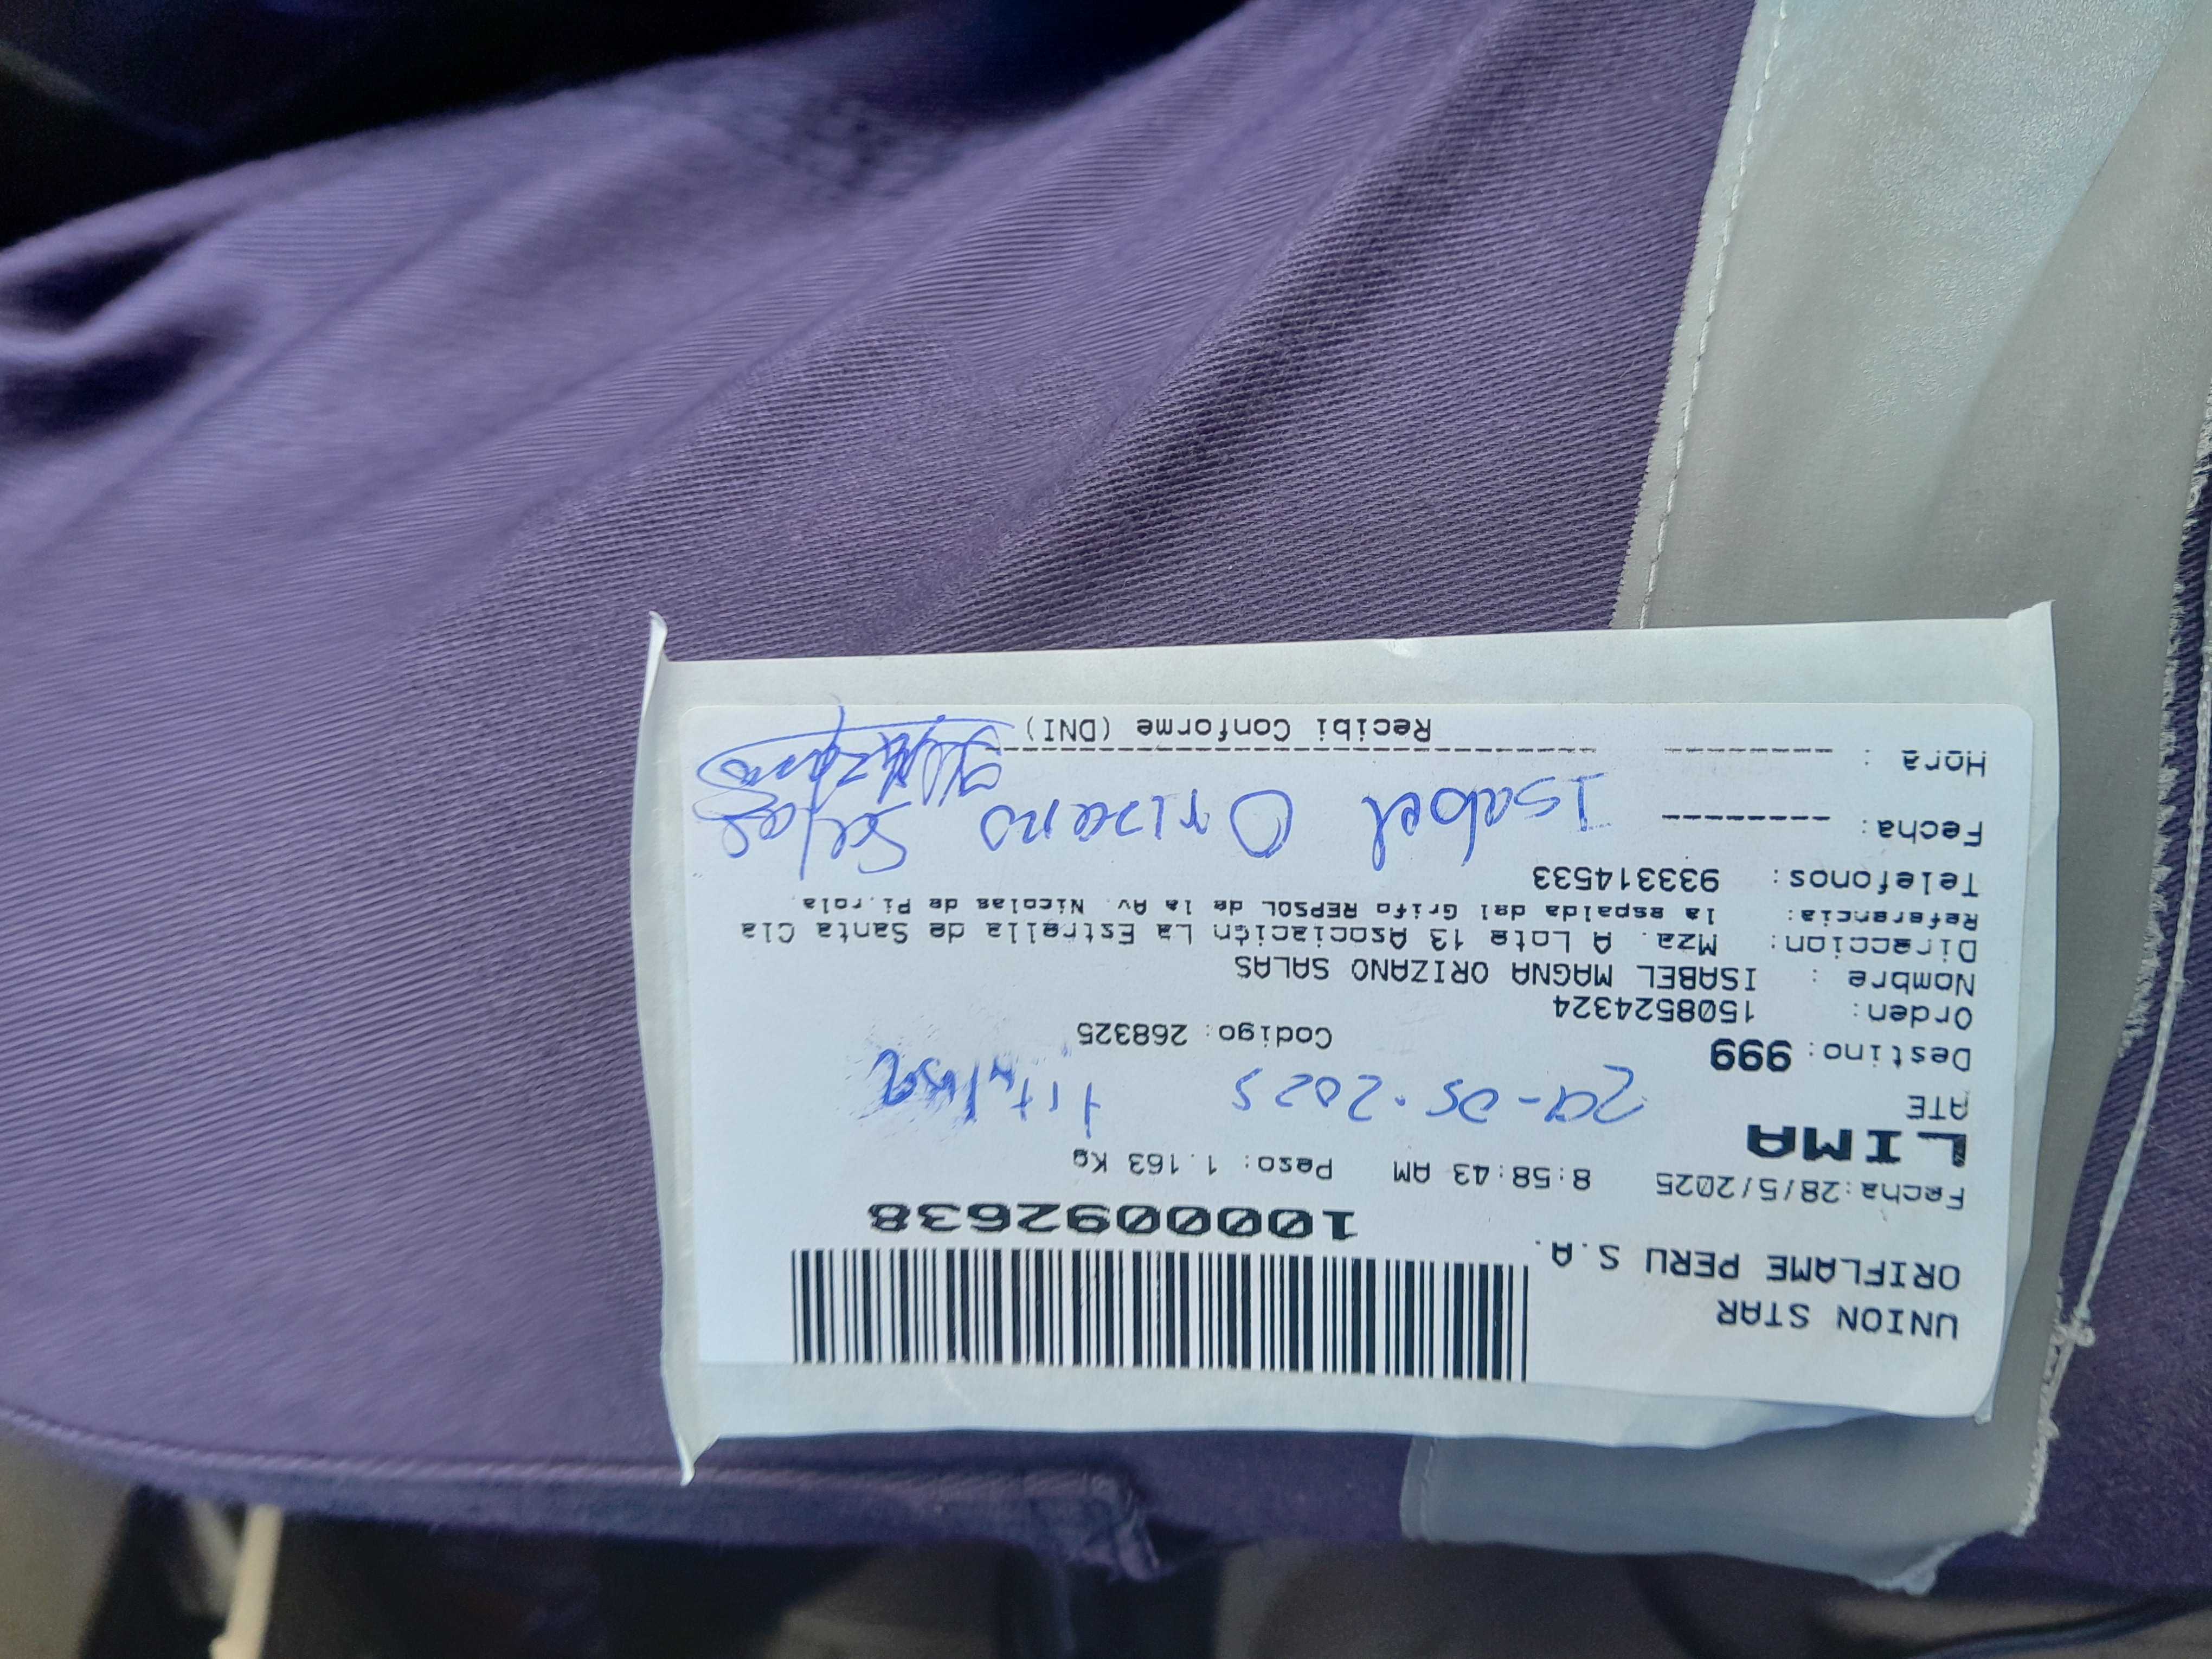 UNION STAR
ORIFLAME PERU S.A.
1000092638
Fecha:28/5/2025 8:58:43 AM Peso: 1.163 Kg
LIMA
ATE
29-05-2025 titular
Destino: 999 Codigo: 268325
Orden: 1508524324
Nombre : ISABEL MAGNA ORIZANO SALAS
Direccion: Mza. A Lote 13 Asociación La Estrella de Santa Cla
Referencia: la espalda del Grifo REPSOL de la Av. Nicolas de Pi.rola.
Telefonos: 933314533
Fecha: Isabel Orizano Salas
Hora :
Recibi Conforme (DNI)